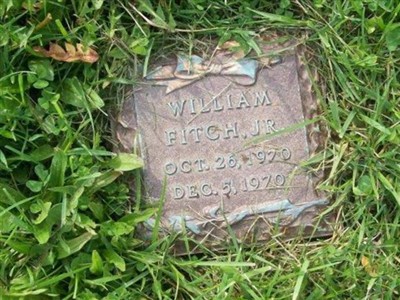 WILLIAM
FITCH, JR
OCT. 26, 1970
DEC. 5, 1970